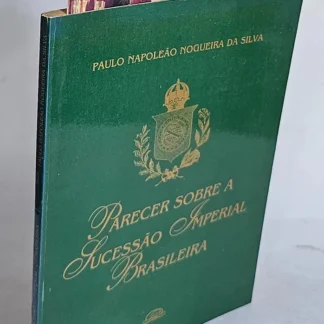 PAULO NAPOLEÃO NOGUEIRA DA SILVA
PARECER SOBRE A
SUCESSÃO IMPERIAL
BRASILEIRA